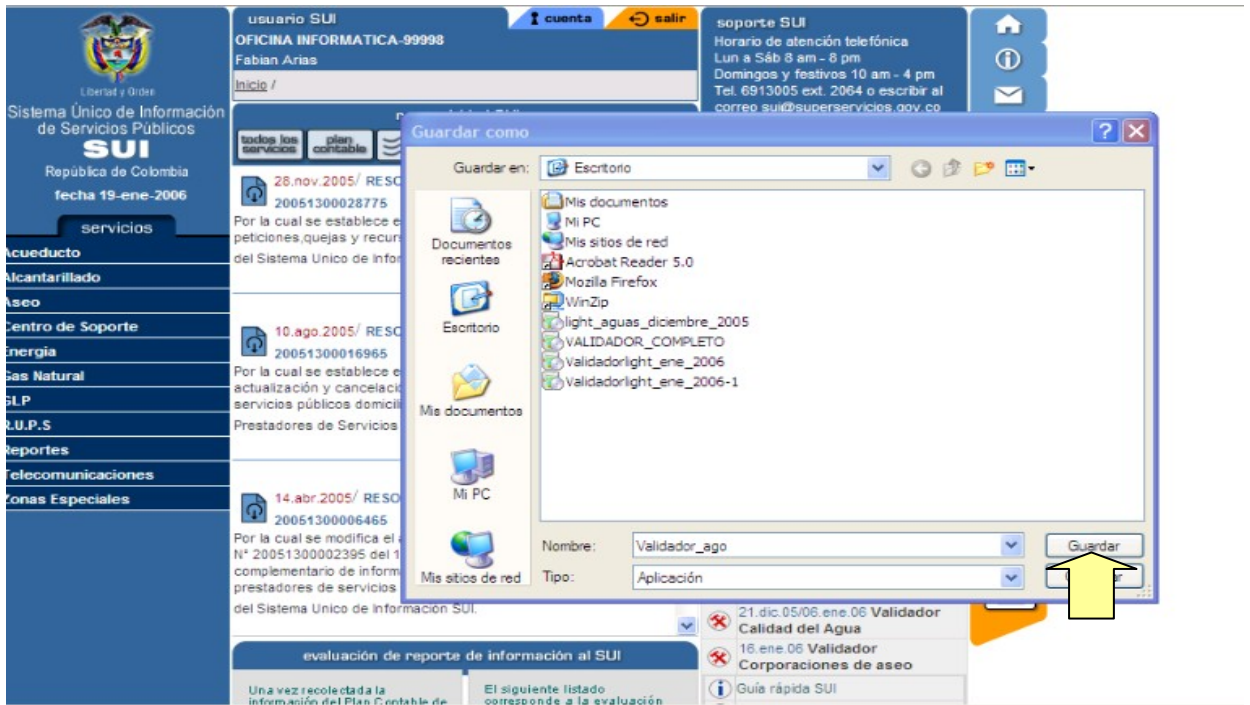 Libertad y Orden
Sistema Único de Información
de Servicios Públicos
SUI
República de Colombia
fecha 19-ene-2006
servicios
Acueducto
Alcantarillado
Aseo
Centro de Soporte
Energia
Gas Natural
GLP
R.U.P.S
Reportes
Telecomunicaciones
Zonas Especiales
usuario SUI
cuenta
salir
OFICINA INFORMATICA-99998
Fabian Arias
Inicio /
todos los
servicios
plan
contable
28.nov.2005/ RESO
20051300028775
Por la cual se establece e
peticiones,quejas y recur
del Sistema Unico de Infor
10.ago.2005/ RESO
20051300016965
Por la cual se establece e
actualización y cancelaci
servicios públicos domicili
Prestadores de Servicios
14.abr.2005/ RESO
20051300006465
Por la cual se modifica el
N° 20051300002395 del 1
complementario de inform
prestadores de servicios
del Sistema Unico de Información SUI.
evaluación de reporte de información al SUI
Una vez recolectada la
información del Plan Contable de
El siguiente listado
corresponde a la evaluación
soporte SUI
Horario de atención telefónica
Lun a Sáb 8 am - 8 pm
Domingos y festivos 10 am - 4 pm
Tel. 6913005 ext. 2064 o escribir al
correo sui@superservicios.gov.co
Guardar como
Guardar en:
Escritorio
Documentos
recientes
Escritorio
Mis documentos
Mi PC
Mis sitios de red
Mis documentos
Mi PC
Mis sitios de red
Acrobat Reader 5.0
Mozilla Firefox
WinZip
light_aguas_diciembre_2005
VALIDADOR_COMPLETO
Validadorlight_ene_2006
Validadorlight_ene_2006-1
Nombre:
Validador_ago
Guardar
Tipo:
Aplicación
21.dic.05/06.ene.06 Validador
Calidad del Agua
16.ene.06 Validador
Corporaciones de aseo
Guía rápida SUI